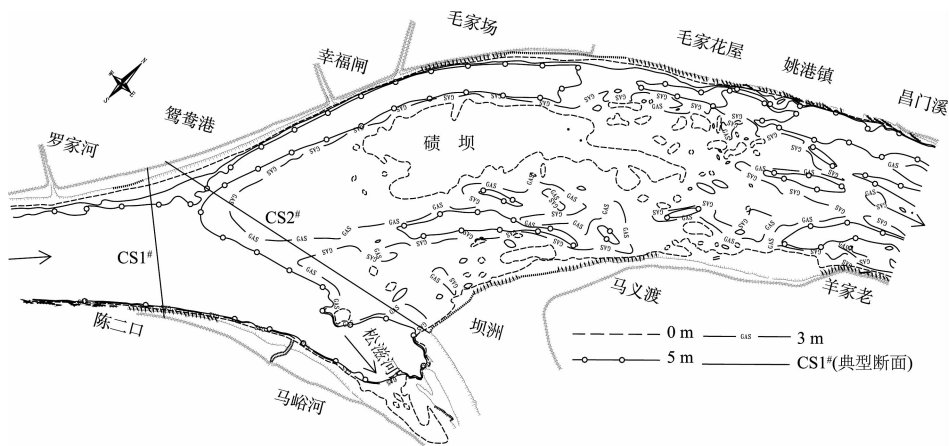 毛家场
毛家花屋
幸福闸
姚港镇
昌门溪
鸳鸯港
罗家河
碛坝
CS2#
CS1#
马义渡
羊家老
陈二口
松滋河
坝洲
马峪河
0 m
GAS
3 m
5 m
CS1#(典型断面)